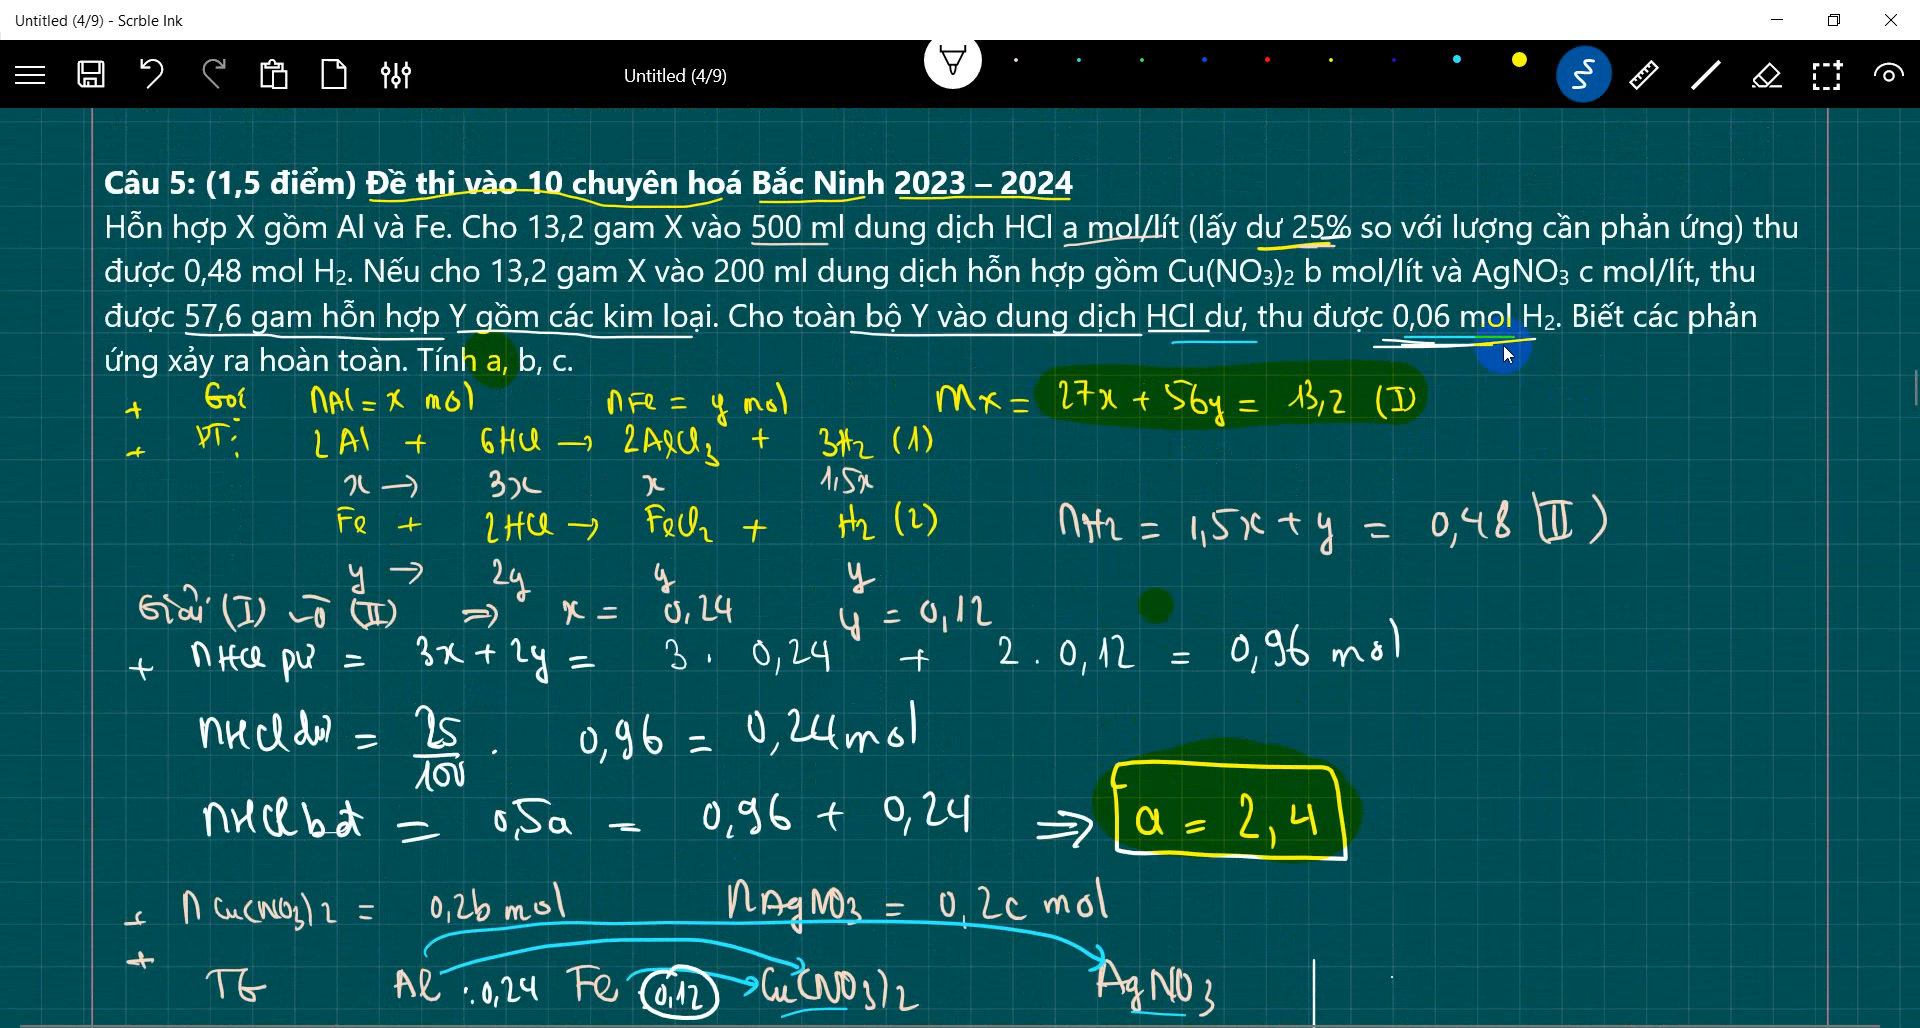 Untitled (4/9) - Scrble Ink
Untitled (4/9)
Câu 5: (1,5 điểm) Đề thi vào 10 chuyên hoá Bắc Ninh 2023 – 2024
Hỗn hợp X gồm Al và Fe. Cho 13,2 gam X vào 500 ml dung dịch HCl a mol/lít (lấy dư 25% so với lượng cần phản ứng) thu
được 0,48 mol H₂. Nếu cho 13,2 gam X vào 200 ml dung dịch hỗn hợp gồm Cu(NO₃)₂ b mol/lít và AgNO₃ c mol/lít, thu
được 57,6 gam hỗn hợp Y gồm các kim loại. Cho toàn bộ Y vào dung dịch HCl dư, thu được 0,06 mol H₂. Biết các phản
ứng xảy ra hoàn toàn. Tính a, b, c.
+ Gọi nAl = x mol nFe = y mol mX = 27x + 56y = 13,2 (I)
+ PT: 2Al + 6HCl → 2AlCl₃ + 3H₂ (1)
x → 3x x 1,5x
Fe + 2HCl → FeCl₂ + H₂ (2) nH₂ = 1,5x + y = 0,48 (II)
y → 2y y y
Giải (I) và (II) ⇒ x = 0,24 y = 0,12
+ nHCl pư = 3x + 2y = 3 . 0,24 + 2 . 0,12 = 0,96 mol
nHCl dư = 25/100 . 0,96 = 0,24 mol
nHCl bđ = 0,5a = 0,96 + 0,24 ⇒ a = 2,4
+ nCu(NO₃)₂ = 0,2b mol nAgNO₃ = 0,2c mol
+ TG Al : 0,24 Fe 0,12 Cu(NO₃)₂ AgNO₃